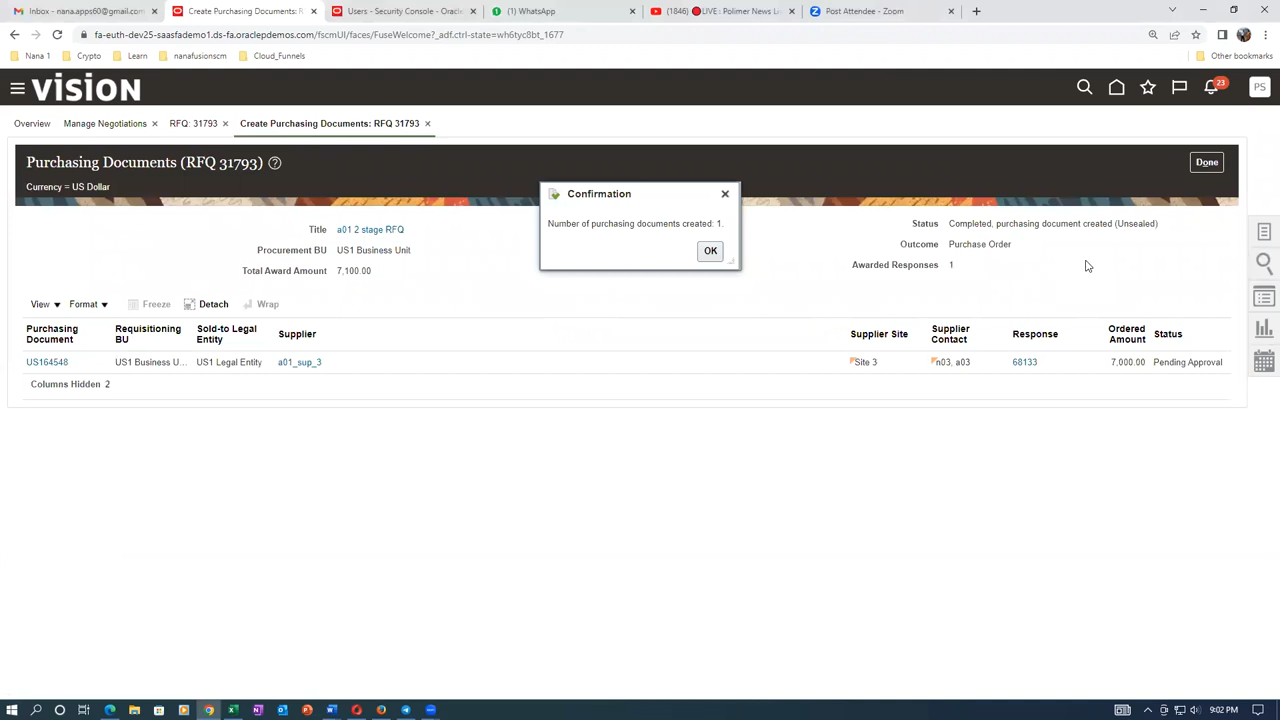 Inbox - nana.apps60@gmail.com
Create Purchasing Documents: R
Users - Security Console - Oracle
(1) WhatsApp
(1846) LIVE: Polimer News Li
Post Attendee - Zoom
fa-euth-dev25-saasfademo1.ds-fa.oraclepdemos.com/fscmUI/faces/FuseWelcome?_adf.ctrl-state=wh6tyc8bt_1677
Nana 1
Crypto
Learn
nanafusionscm
Cloud_Funnels
Other bookmarks
VISION
23
PS
Overview
Manage Negotiations
RFQ: 31793
Create Purchasing Documents: RFQ 31793
Purchasing Documents (RFQ 31793)
Done
Currency = US Dollar
Confirmation
Number of purchasing documents created: 1.
OK
Title a01 2 stage RFQ
Procurement BU US1 Business Unit
Total Award Amount 7,100.00
Status Completed, purchasing document created (Unsealed)
Outcome Purchase Order
Awarded Responses 1
View Format Freeze Detach Wrap
Purchasing Document
Requisitioning BU
Sold-to Legal Entity
Supplier
Supplier Site
Supplier Contact
Response
Ordered Amount
Status
US164548 US1 Business U... US1 Legal Entity a01_sup_3 Site 3 n03, a03 68133 7,000.00 Pending Approval
Columns Hidden 2
9:02 PM